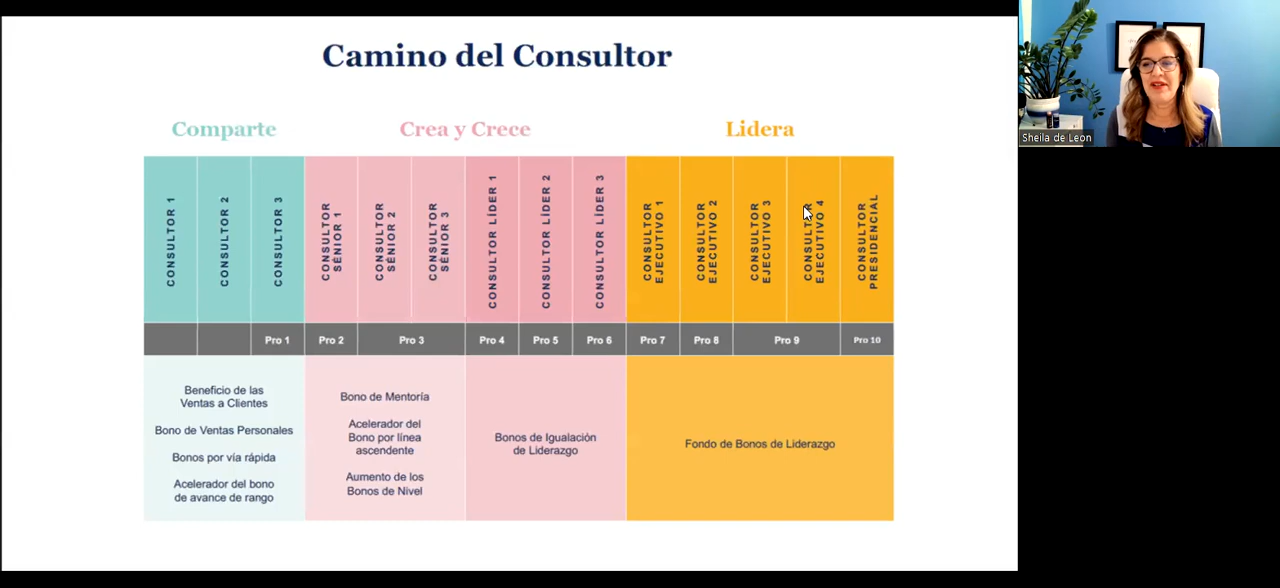 Camino del Consultor
Sheila de Leon
Comparte
Crea y Crece
Lidera
CONSULTOR 1
CONSULTOR 2
CONSULTOR 3
CONSULTOR
SÉNIOR 1
CONSULTOR
SÉNIOR 2
CONSULTOR
SÉNIOR 3
CONSULTOR LÍDER 1
CONSULTOR LÍDER 2
CONSULTOR LÍDER 3
CONSULTOR
EJECUTIVO 1
CONSULTOR
EJECUTIVO 2
CONSULTOR
EJECUTIVO 3
CONSULTOR
EJECUTIVO 4
CONSULTOR
PRESIDENCIAL
Pro 1
Pro 2
Pro 3
Pro 4
Pro 5
Pro 6
Pro 7
Pro 8
Pro 9
Pro 10
Beneficio de las
Ventas a Clientes
Bono de Ventas Personales
Bonos por vía rápida
Acelerador del bono
de avance de rango
Bono de Mentoría
Acelerador del
Bono por línea
ascendente
Aumento de los
Bonos de Nivel
Bonos de Igualación
de Liderazgo
Fondo de Bonos de Liderazgo